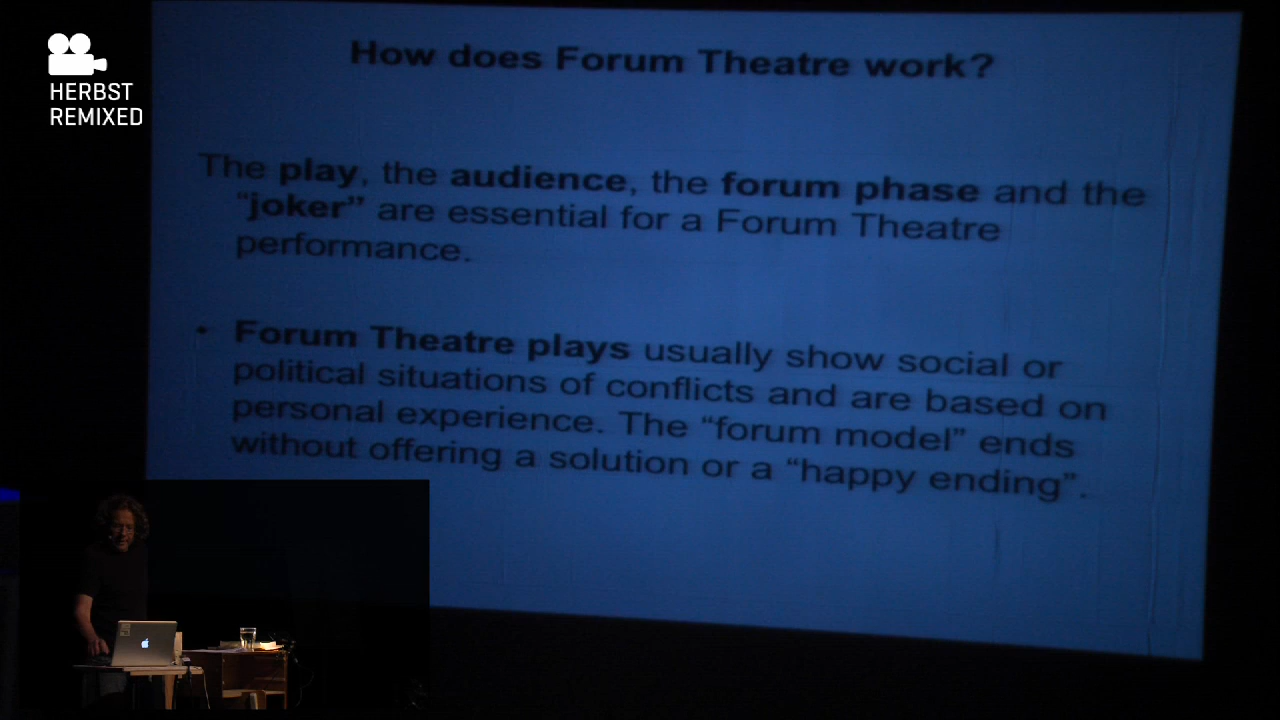 HERBST
REMIXED
How does Forum Theatre work?
The play, the audience, the forum phase and the
"joker” are essential for a Forum Theatre
performance.
• Forum Theatre plays usually show social or
political situations of conflicts and are based on
personal experience. The “forum model” ends
without offering a solution or a “happy ending”.